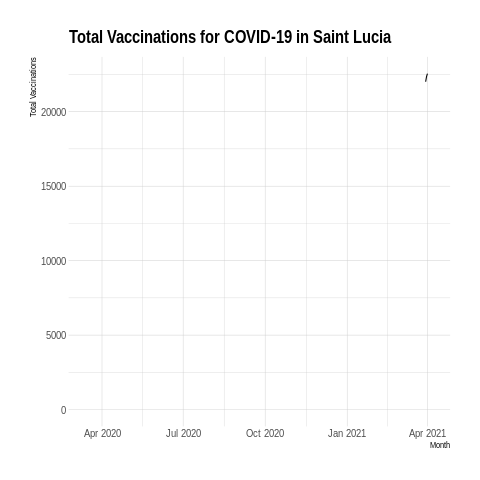 Total Vaccinations for COVID-19 in Saint Lucia
Total Vaccinations
20000
15000
10000
5000
0
Apr 2020 Jul 2020 Oct 2020 Jan 2021 Apr 2021
Month